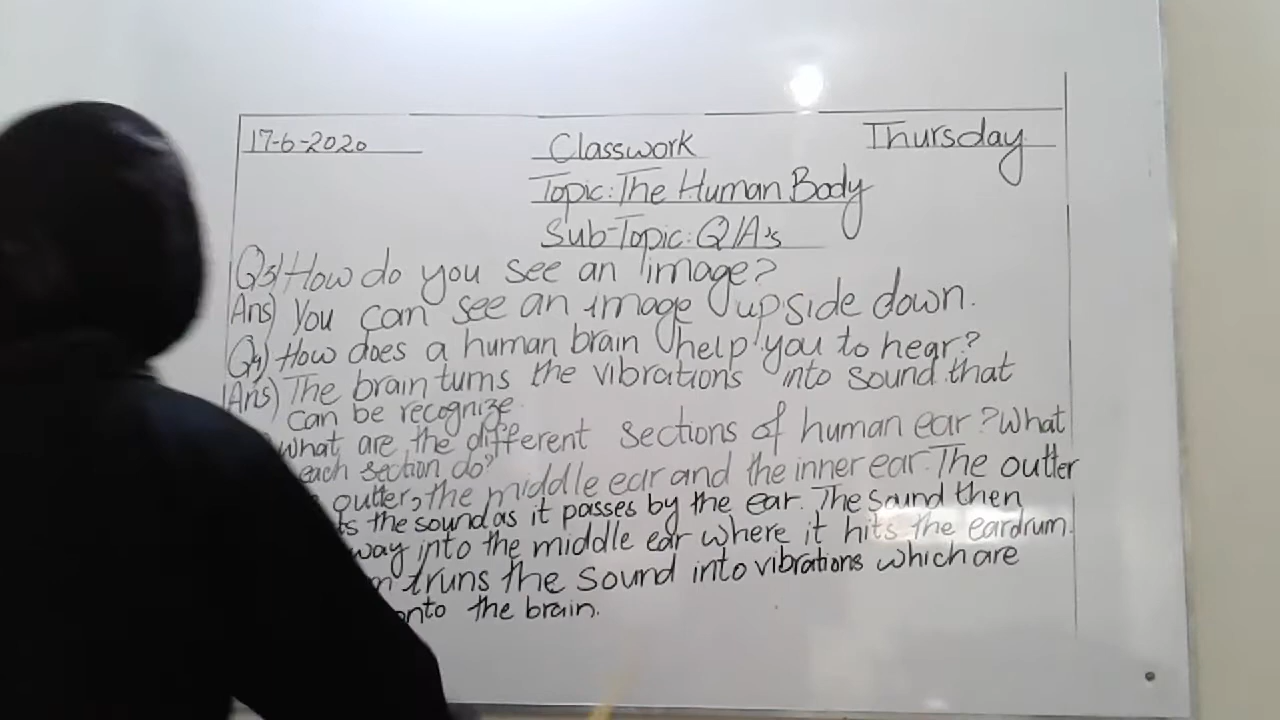 17-6-2020 Classwork Thursday
Topic: The Human Body
Sub-Topic: Q/A's
Q3) How do you see an image?
Ans) You can see an image upside down.
Q4) How does a human brain help you to hear?
Ans) The brain turns the vibrations into sound that
can be recognize.
what are the different sections of human ear? What
each section do?
outter, the middle ear and the inner ear. The outter
the sound as it passes by the ear. The sound then
way into the middle ear where it hits the eardrum.
truns the sound into vibrations which are
onto the brain.